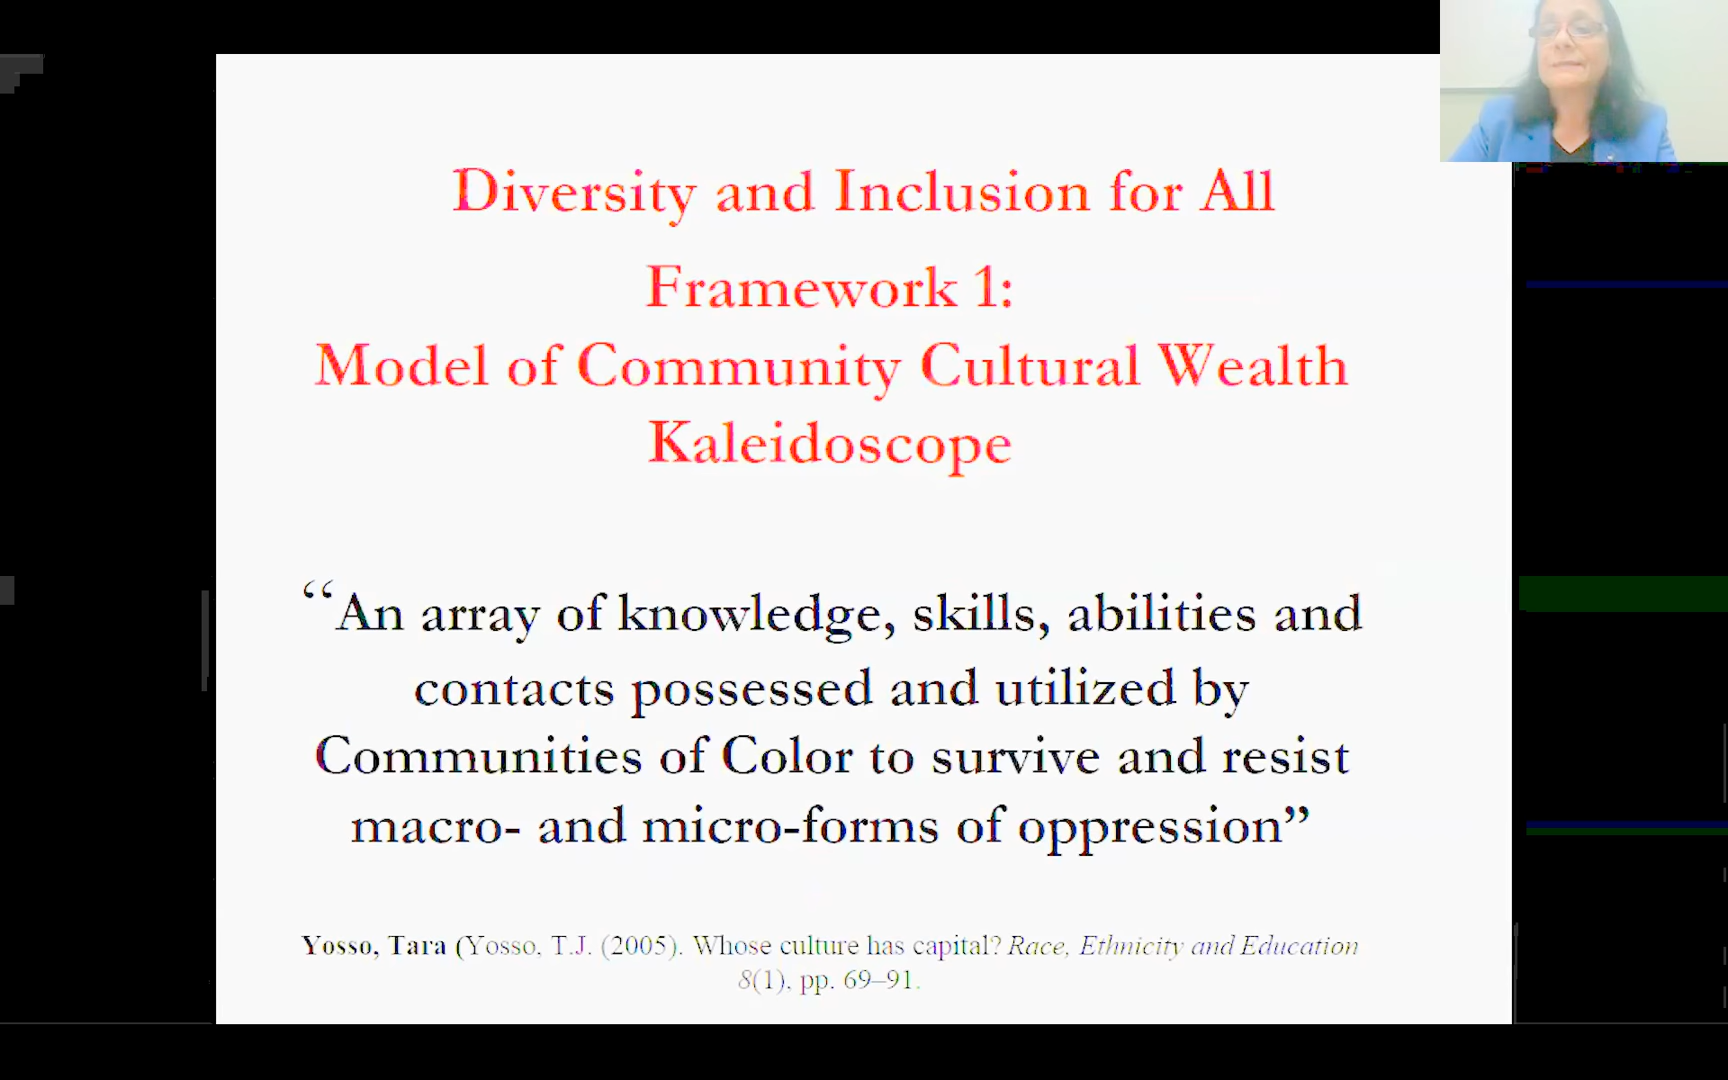 Diversity and Inclusion for All
Framework 1:
Model of Community Cultural Wealth
Kaleidoscope
“An array of knowledge, skills, abilities and
contacts possessed and utilized by
Communities of Color to survive and resist
macro- and micro-forms of oppression”
Yosso, Tara (Yosso, T.J. (2005). Whose culture has capital? Race, Ethnicity and Education
8(1), pp. 69–91.